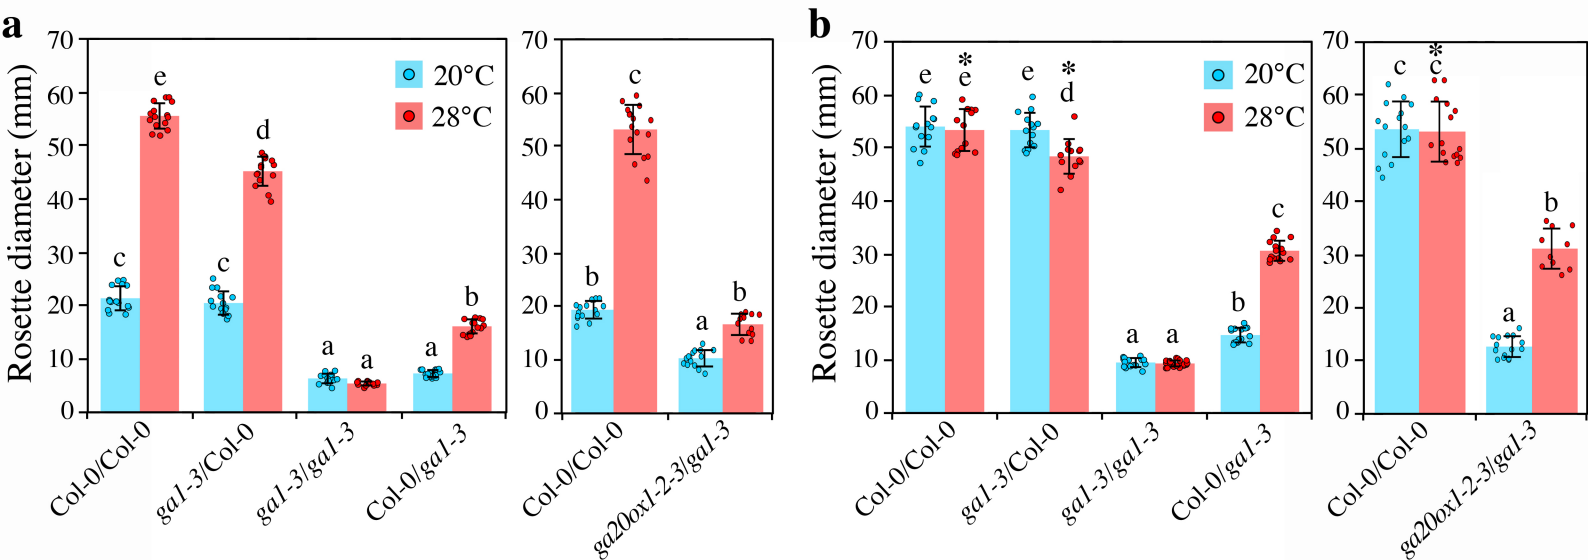 a
Rosette diameter (mm)
70
60
50
40
30
20
10
0
20°C
28°C
c
e
c
d
a
a
a
b
Col-0/Col-0
ga1-3/Col-0
ga1-3/ga1-3
Col-0/ga1-3
70
60
50
40
30
20
10
0
b
c
a
b
Col-0/Col-0
ga20ox1-2-3/ga1-3
b
Rosette diameter (mm)
70
60
50
40
30
20
10
0
20°C
28°C
e
*
e
e
*
d
a
a
b
c
Col-0/Col-0
ga1-3/Col-0
ga1-3/ga1-3
Col-0/ga1-3
70
60
50
40
30
20
10
0
c
*
c
a
b
Col-0/Col-0
ga20ox1-2-3/ga1-3